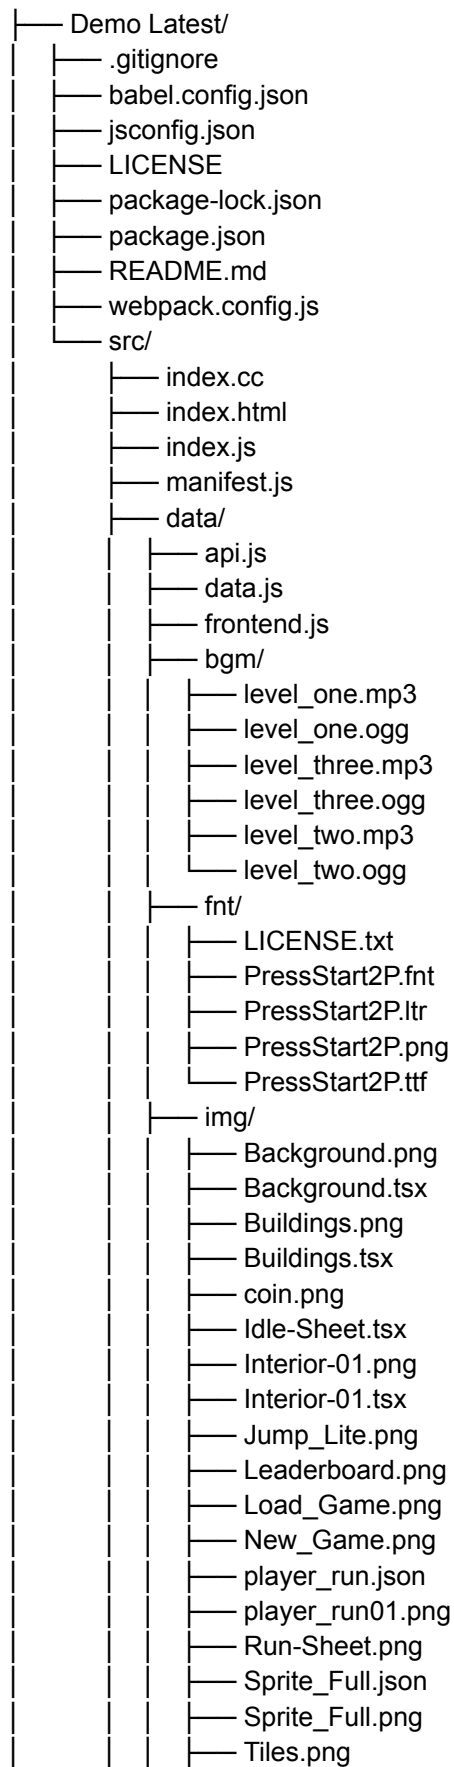 ├── Demo Latest/
│   ├── .gitignore
│   ├── babel.config.json
│   ├── jsconfig.json
│   ├── LICENSE
│   ├── package-lock.json
│   ├── package.json
│   ├── README.md
│   ├── webpack.config.js
│   └── src/
│       ├── index.cc
│       ├── index.html
│       ├── index.js
│       ├── manifest.js
│       ├── data/
│       │   ├── api.js
│       │   ├── data.js
│       │   ├── frontend.js
│       │   ├── bgm/
│       │   │   ├── level_one.mp3
│       │   │   ├── level_one.ogg
│       │   │   ├── level_three.mp3
│       │   │   ├── level_three.ogg
│       │   │   ├── level_two.mp3
│       │   │   └── level_two.ogg
│       │   ├── fnt/
│       │   │   ├── LICENSE.txt
│       │   │   ├── PressStart2P.fnt
│       │   │   ├── PressStart2P.ltr
│       │   │   ├── PressStart2P.png
│       │   │   └── PressStart2P.ttf
│       │   ├── img/
│       │   │   ├── Background.png
│       │   │   ├── Background.tsx
│       │   │   ├── Buildings.png
│       │   │   ├── Buildings.tsx
│       │   │   ├── coin.png
│       │   │   ├── Idle-Sheet.tsx
│       │   │   ├── Interior-01.png
│       │   │   ├── Interior-01.tsx
│       │   │   ├── Jump_Lite.png
│       │   │   ├── Leaderboard.png
│       │   │   ├── Load_Game.png
│       │   │   ├── New_Game.png
│       │   │   ├── player_run.json
│       │   │   ├── player_run01.png
│       │   │   ├── Run-Sheet.png
│       │   │   ├── Sprite_Full.json
│       │   │   ├── Sprite_Full.png
│       │   │   ├── Tiles.png